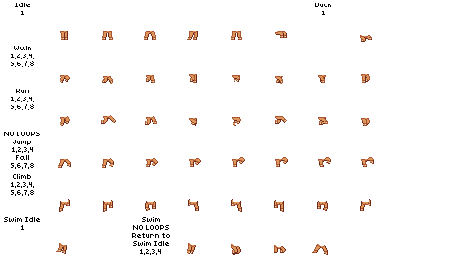 Idle
1
Duck
1
Walk
1,2,3,4,
5,6,7,8
Run
1,2,3,4,
5,6,7,8
NO LOOPS
Jump
1,2,3,4
Fall
5,6,7,8
Climb
1,2,3,4,
5,6,7,8
Swim Idle
1
Swim
NO LOOPS
Return to
Swim Idle
1,2,3,4